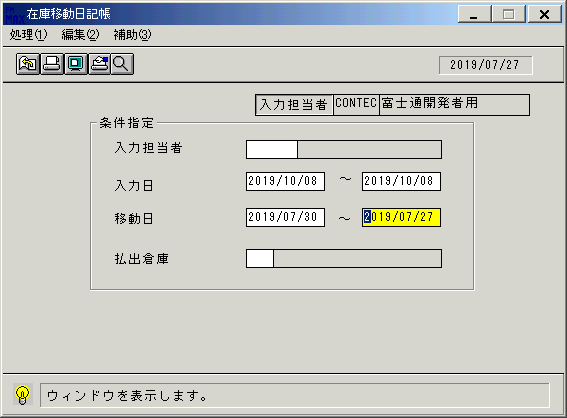 在庫移動日記帳
処理(1) 編集(2) 補助(3)
2019/07/27
入力担当者 CONTEC 富士通開発者用
条件指定
入力担当者
入力日 2019/10/08 ～ 2019/10/08
移動日 2019/07/30 ～ 2019/07/27
払出倉庫
ウィンドウを表示します。